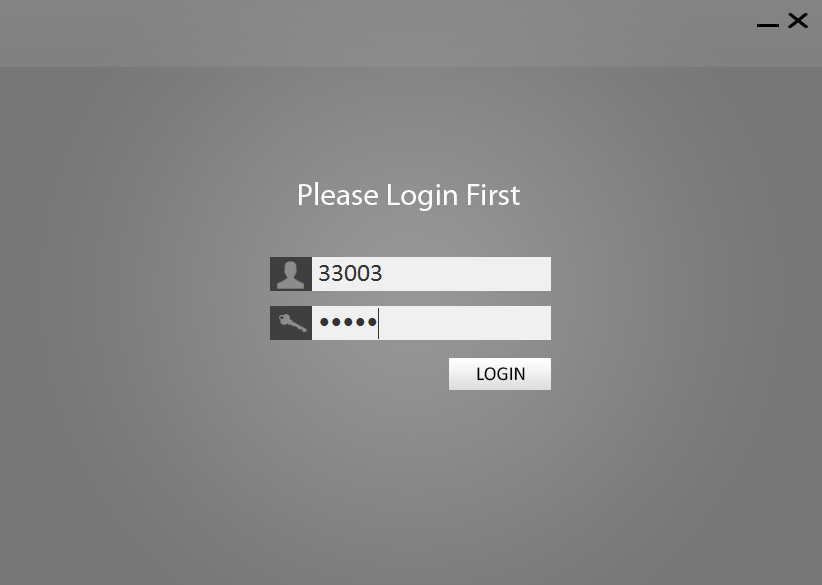 Please Login First
33003
•••••
LOGIN